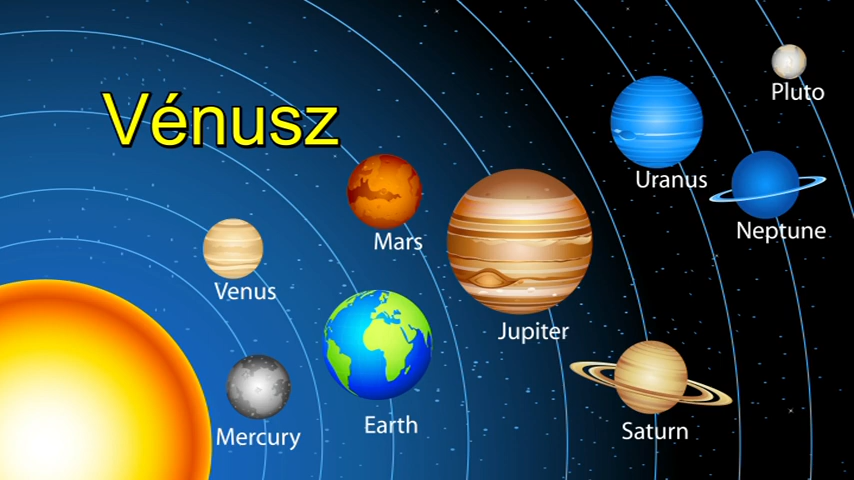 Vénusz
Pluto
Uranus
Neptune
Mars
Venus
Jupiter
Earth
Saturn
Mercury